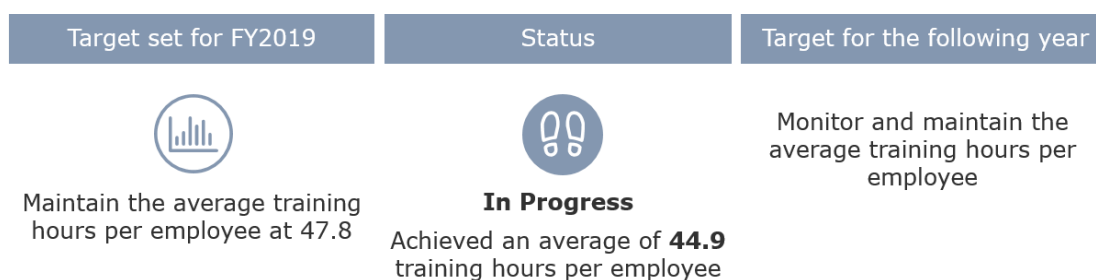 Target set for FY2019
Status
Target for the following year
Maintain the average training
hours per employee at 47.8
In Progress
Achieved an average of 44.9
training hours per employee
Monitor and maintain the
average training hours per
employee